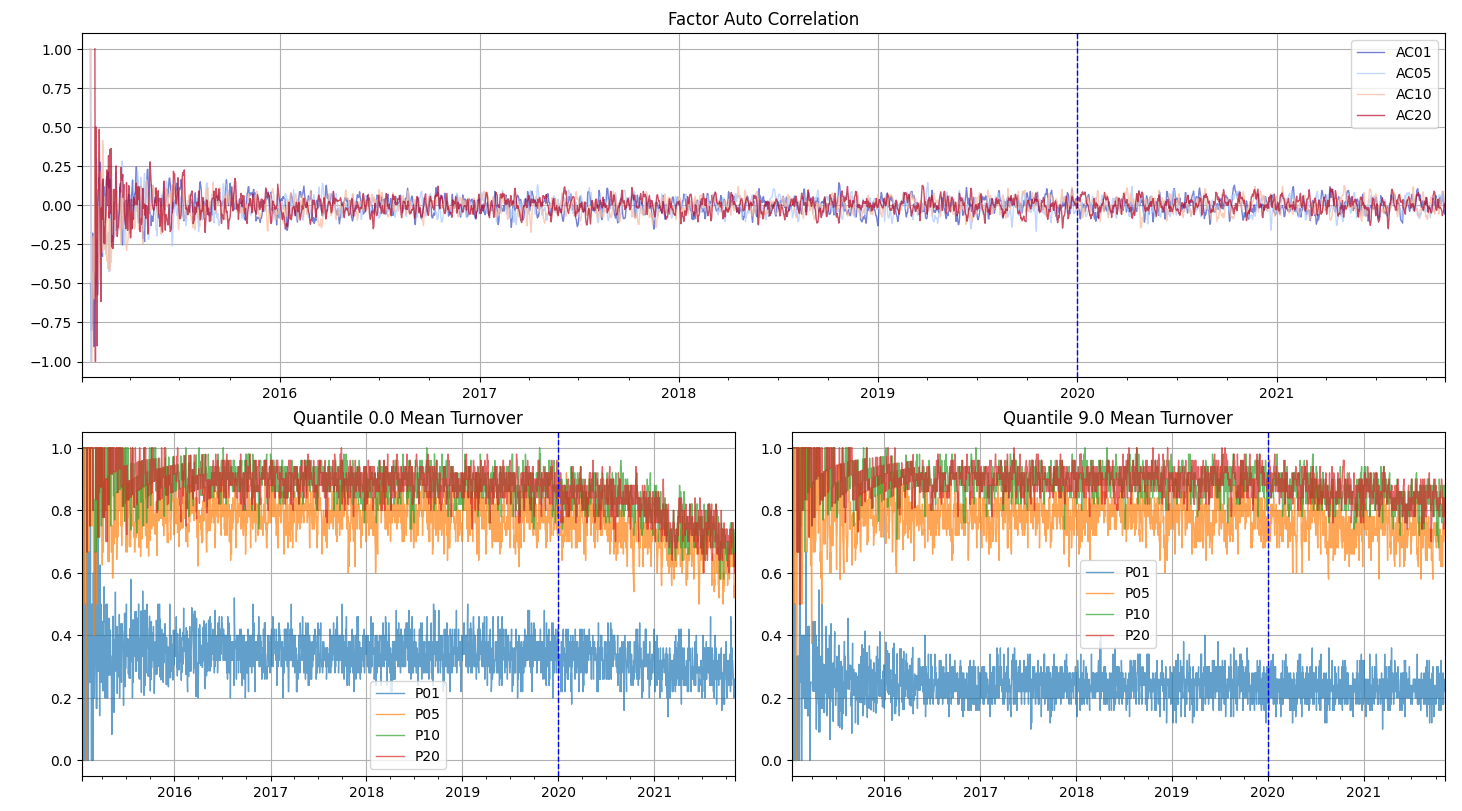 Factor Auto Correlation
1.00
0.75
0.50
0.25
0.00
−0.25
−0.50
−0.75
−1.00
AC01
AC05
AC10
AC20
2016 2017 2018 2019 2020 2021
Quantile 0.0 Mean Turnover
1.0
0.8
0.6
0.4
0.2
0.0
P01
P05
P10
P20
2016 2017 2018 2019 2020 2021
Quantile 9.0 Mean Turnover
1.0
0.8
0.6
0.4
0.2
0.0
P01
P05
P10
P20
2016 2017 2018 2019 2020 2021